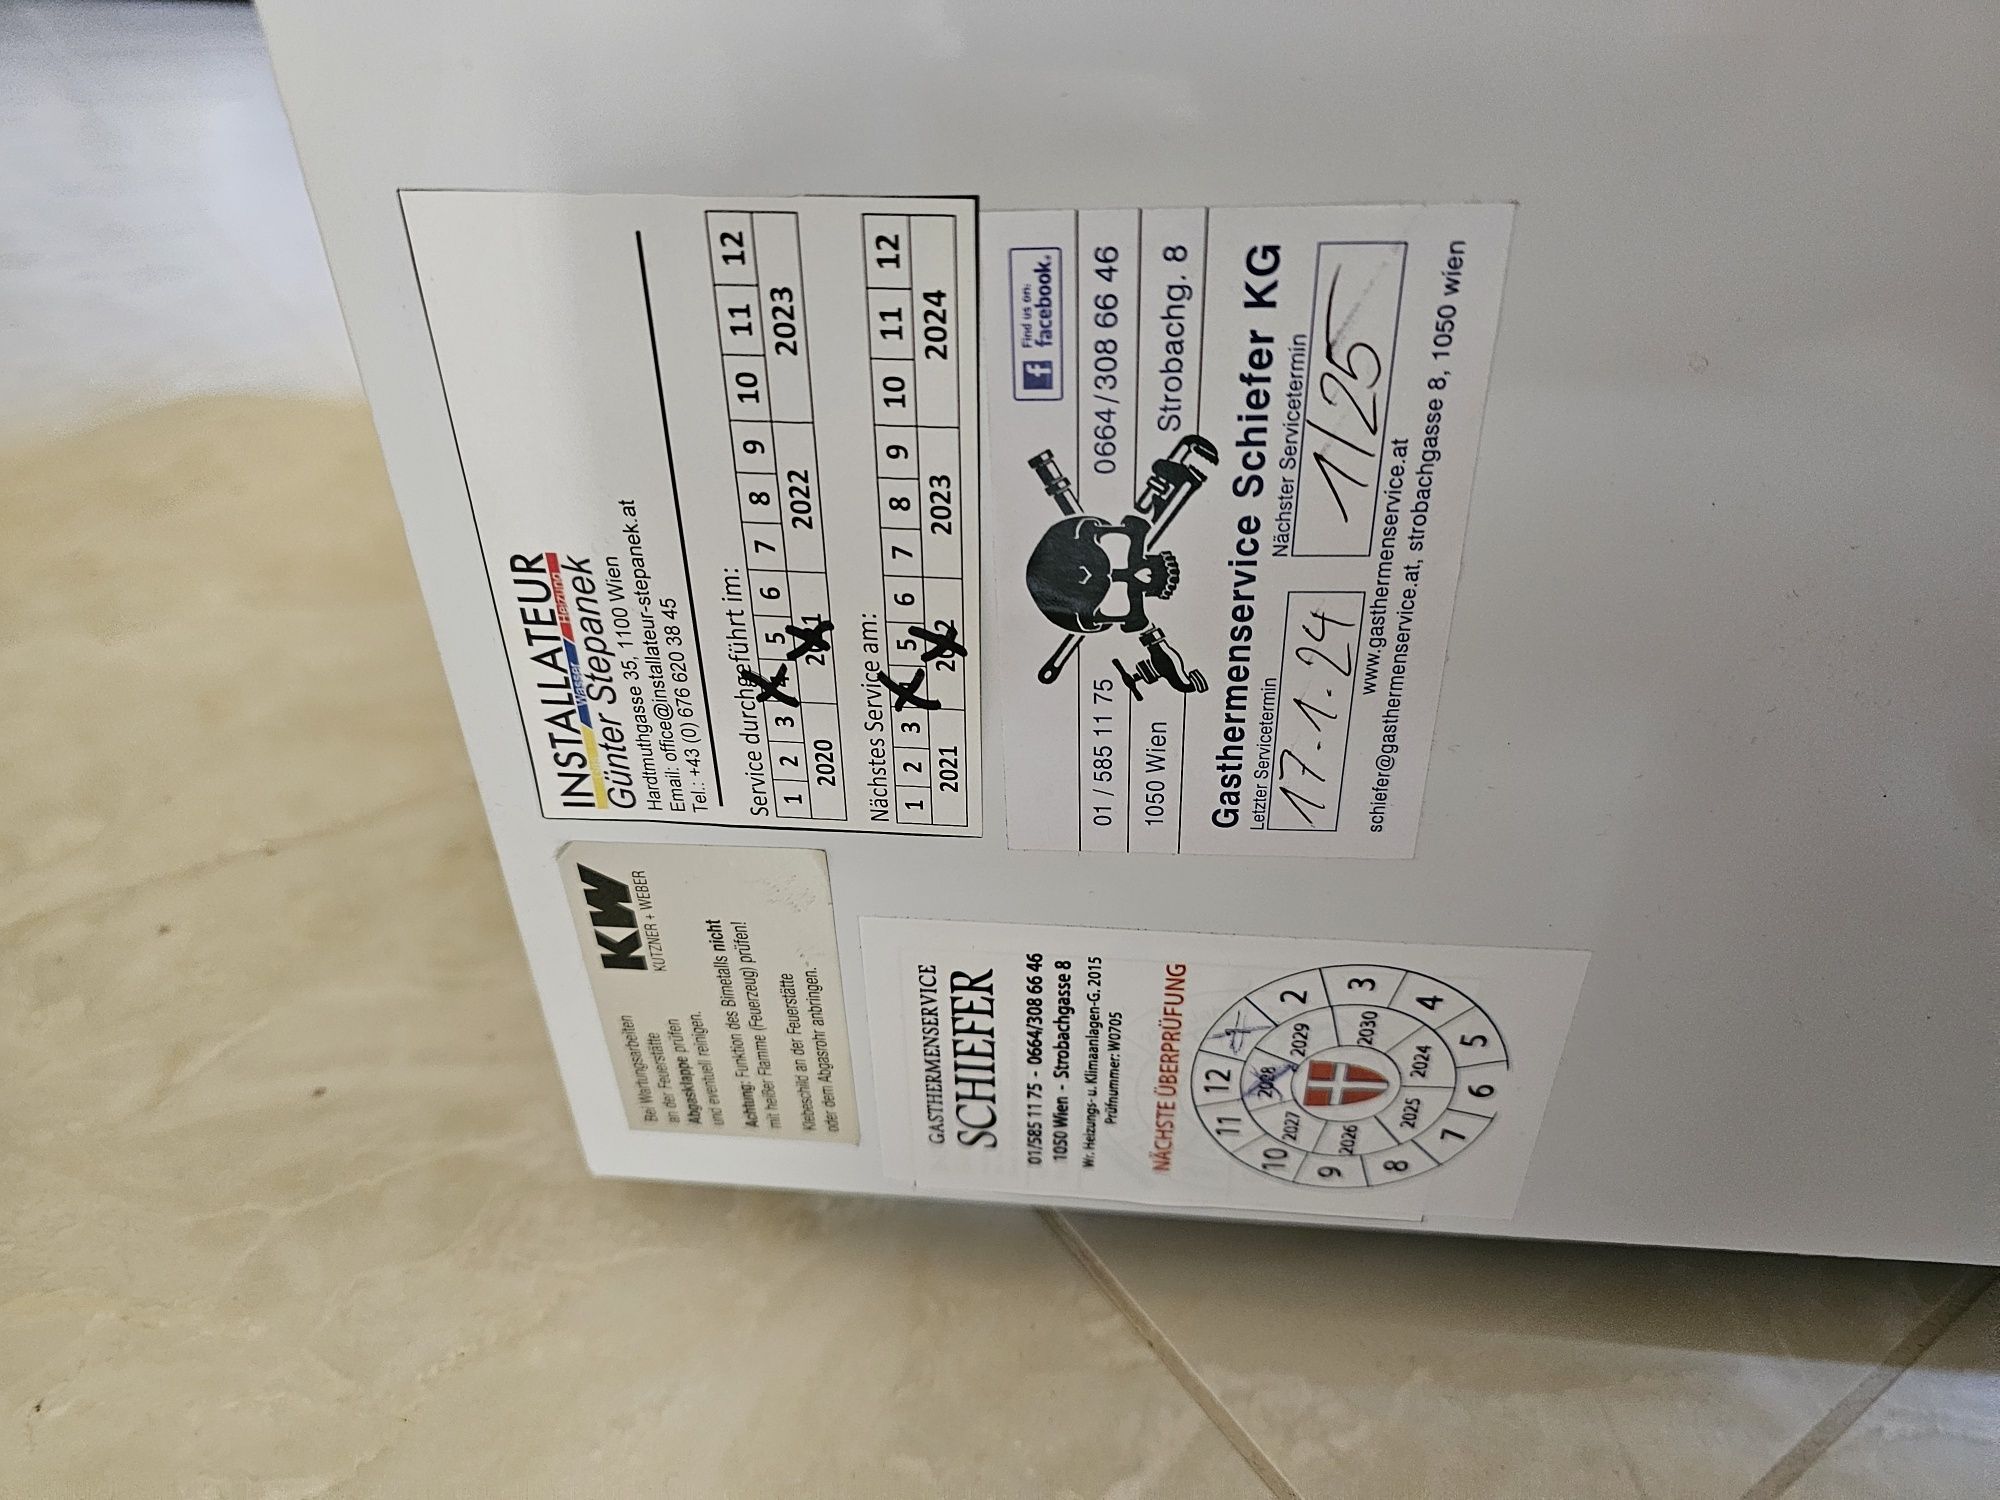 INSTALLATEUR
Wasser Heizung
Günter Stepanek
Hardtmuthgasse 35, 1100 Wien
Email: office@installateur-stepanek.at
Tel.: +43 (0) 676 620 38 45
Service durchgeführt im:
1 2 3 4 5 6 7 8 9 10 11 12
2020 2021 2022 2023
Nächstes Service am:
1 2 3 4 5 6 7 8 9 10 11 12
2021 2022 2023 2024
KW
KUTZNER + WEBER
Bei Wartungsarbeiten
an der Feuerstätte
Abgasklappe prüfen
und eventuell reinigen.
Achtung: Funktion des Bimetalls nicht
mit heißer Flamme (Feuerzeug) prüfen!
Klebeschild an der Feuerstätte
oder dem Abgasrohr anbringen.
f Find us on:
facebook.
01 / 585 11 75 0664/308 66 46
1050 Wien Strobachg. 8
Gasthermenservice Schiefer KG
Letzter Servicetermin Nächster Servicetermin
17.1.24 1/25
www.gasthermenservice.at
schiefer@gasthermenservice.at, strobachgasse 8, 1050 wien
GASTHERMENSERVICE
SCHIEFER
01/585 11 75 - 0664/308 66 46
1050 Wien - Strobachgasse 8
Wr. Heizungs- u. Klimaanlagen-G. 2015
Prüfnummer: W0705
NÄCHSTE ÜBERPRÜFUNG
1 2 3 4 5 6 7 8 9 10 11 12
2024 2025 2026 2027 2028 2029 2030